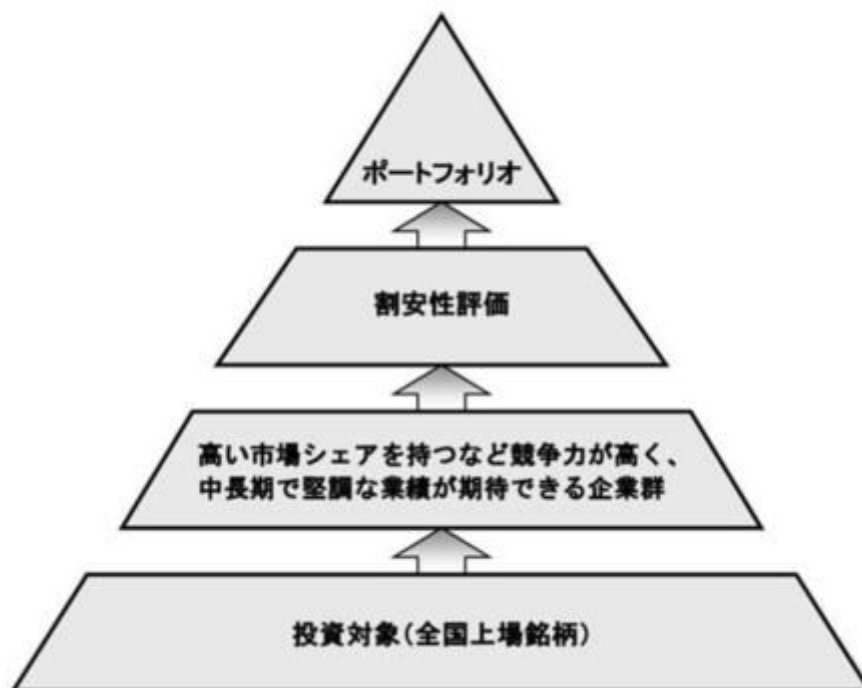 ポートフォリオ
割安性評価
高い市場シェアを持つなど競争力が高く、
中長期で堅調な業績が期待できる企業群
投資対象(全国上場銘柄)